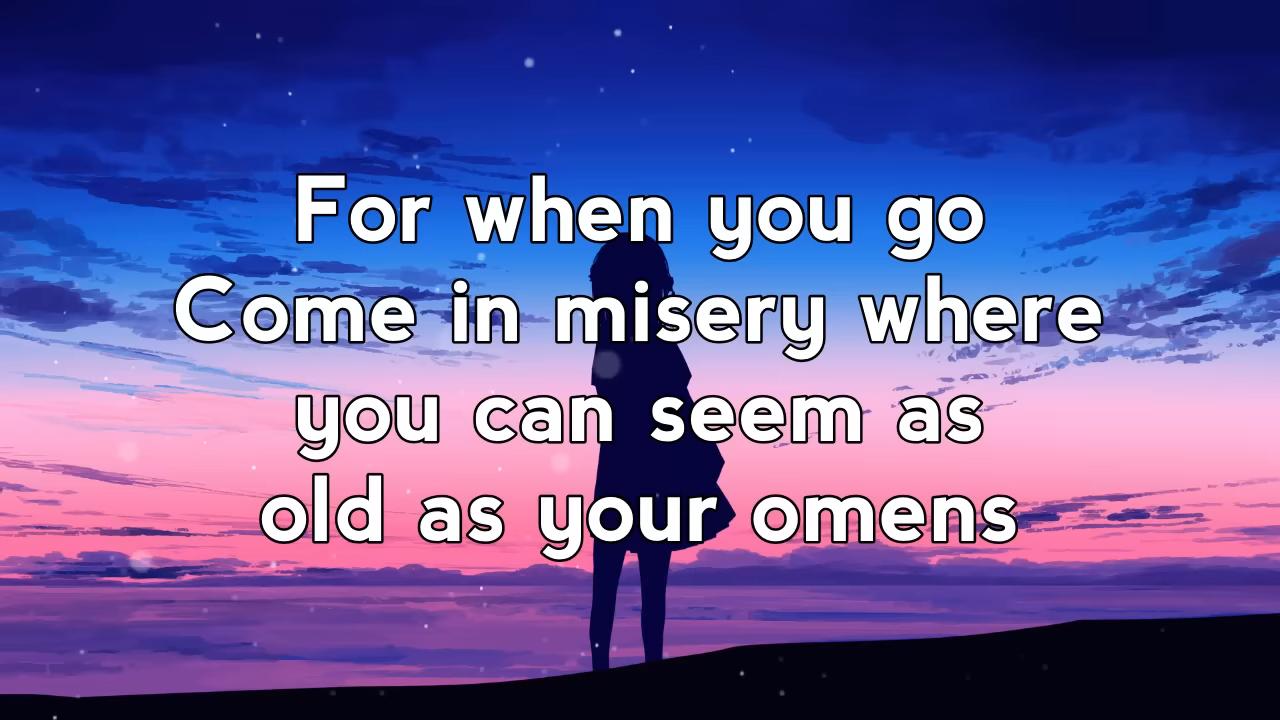 For when you go
Come in misery where
you can seem as
old as your omens